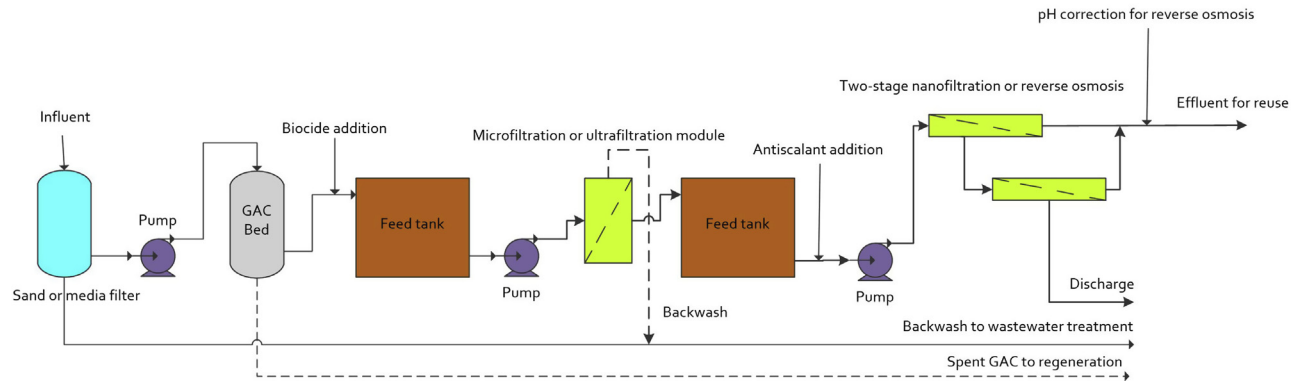 pH correction for reverse osmosis
Two-stage nanofiltration or reverse osmosis
Effluent for reuse
Influent
Biocide addition
Microfiltration or ultrafiltration module
Antiscalant addition
Pump
GAC
Bed
Feed tank
Feed tank
Sand or media filter
Pump
Pump
Discharge
Backwash
Backwash to wastewater treatment
Spent GAC to regeneration